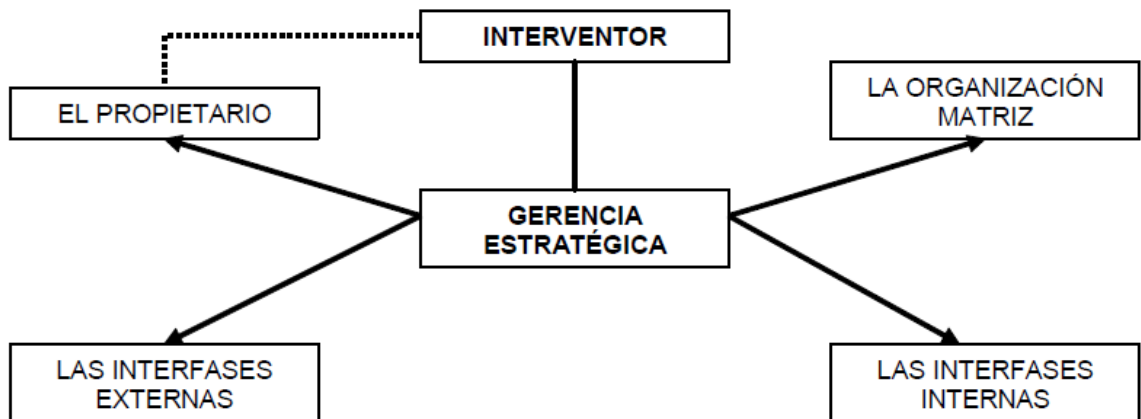 INTERVENTOR
EL PROPIETARIO
LA ORGANIZACIÓN
MATRIZ
GERENCIA
ESTRATÉGICA
LAS INTERFASES
EXTERNAS
LAS INTERFASES
INTERNAS